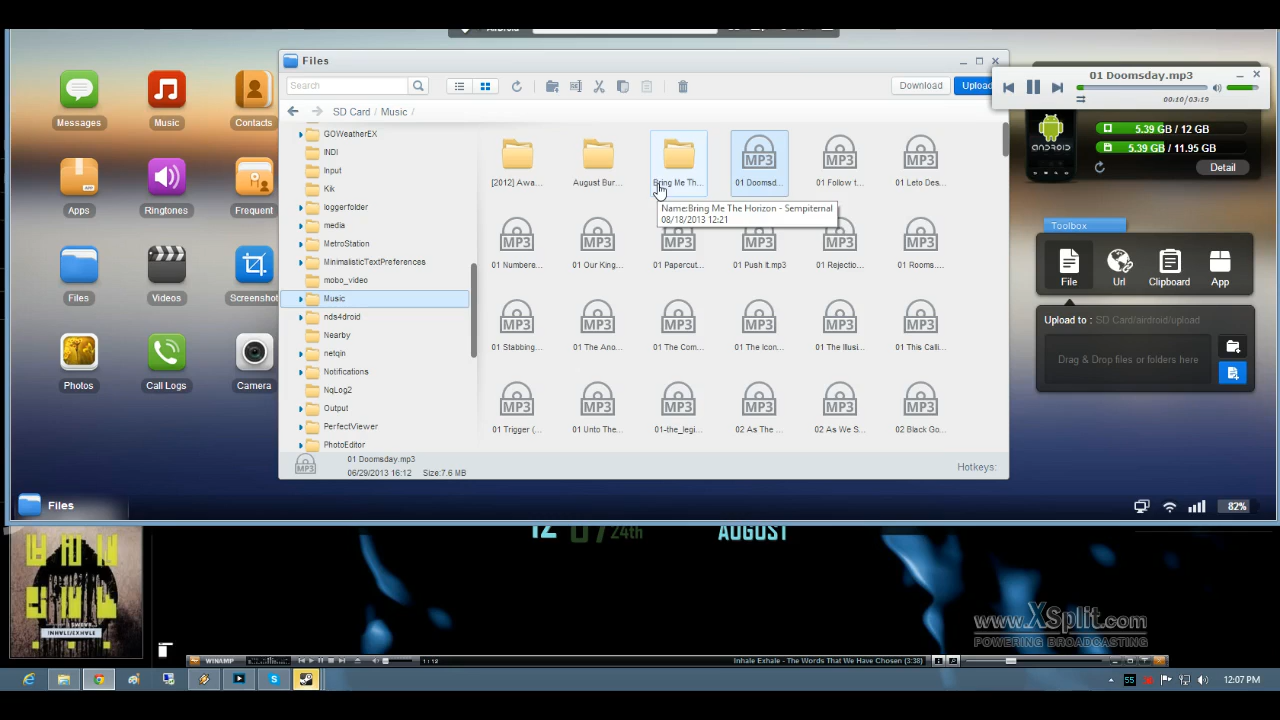 AirDroid
Files
01 Doomsday.mp3
00:10/03:19
Search
Download
Upload
SD Card / Music /
Messages
Music
Contacts
Apps
Ringtones
Frequent
Files
Videos
Screenshot
Photos
Call Logs
Camera
GOWeatherEX
INDI
Input
Kik
loggerfolder
media
MetroStation
MinimalisticTextPreferences
mobo_video
Music
nds4droid
Nearby
netqin
Notifications
NqLog2
Output
PerfectViewer
PhotoEditor
[2012] Awa...
August Bur...
Bring Me Th...
01 Doomsd...
01 Follow t...
01 Leto Des...
Name:Bring Me The Horizon - Sempiternal
08/18/2013 12:21
01 Numbere...
01 Our King...
01 Papercut...
01 Push It.mp3
01 Rejectio...
01 Rooms....
01 Stabbing...
01 The Ano...
01 The Com...
01 The Icon...
01 The Illusi...
01 This Calli...
01 Trigger (...
01 Unto The...
01-the_legi...
02 As The ...
02 As We S...
02 Black Go...
MP3
01 Doomsday.mp3
06/29/2013 16:12 Size:7.6 MB
Hotkeys:
ANDROID
5.39 GB / 12 GB
5.39 GB / 11.95 GB
Detail
Toolbox
File
Url
Clipboard
App
Upload to : SD Card/airdroid/upload
Drag & Drop files or folders here
Files
82%
24th
AUGUST
INHALE/EXHALE
www.XSplit.com
POWERING BROADCASTING
WINAMP
1:12
Inhale Exhale - The Words That We Have Chosen (3:38)
55
12:07 PM